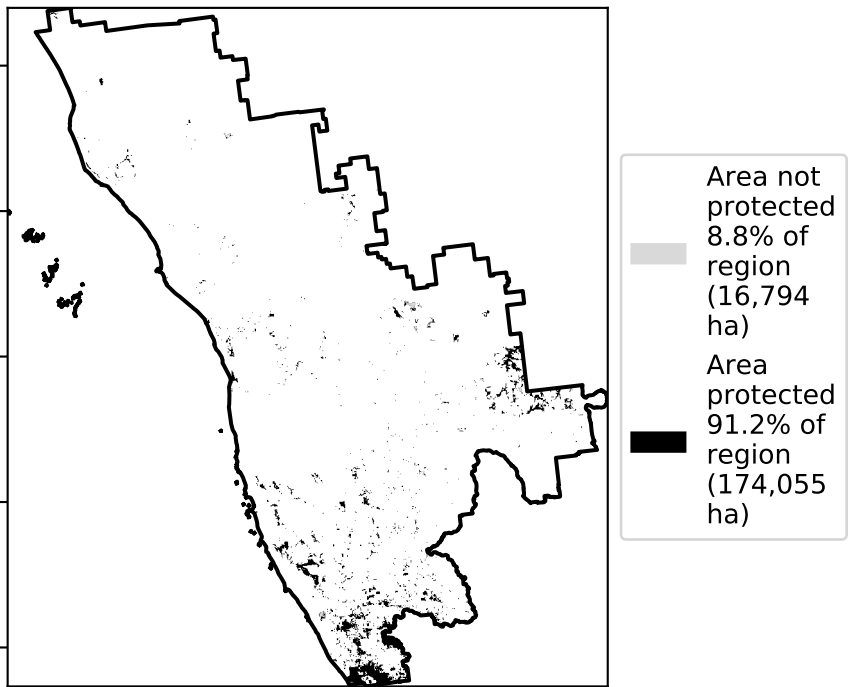 Area not
protected
8.8% of
region
(16,794
ha)
Area
protected
91.2% of
region
(174,055
ha)